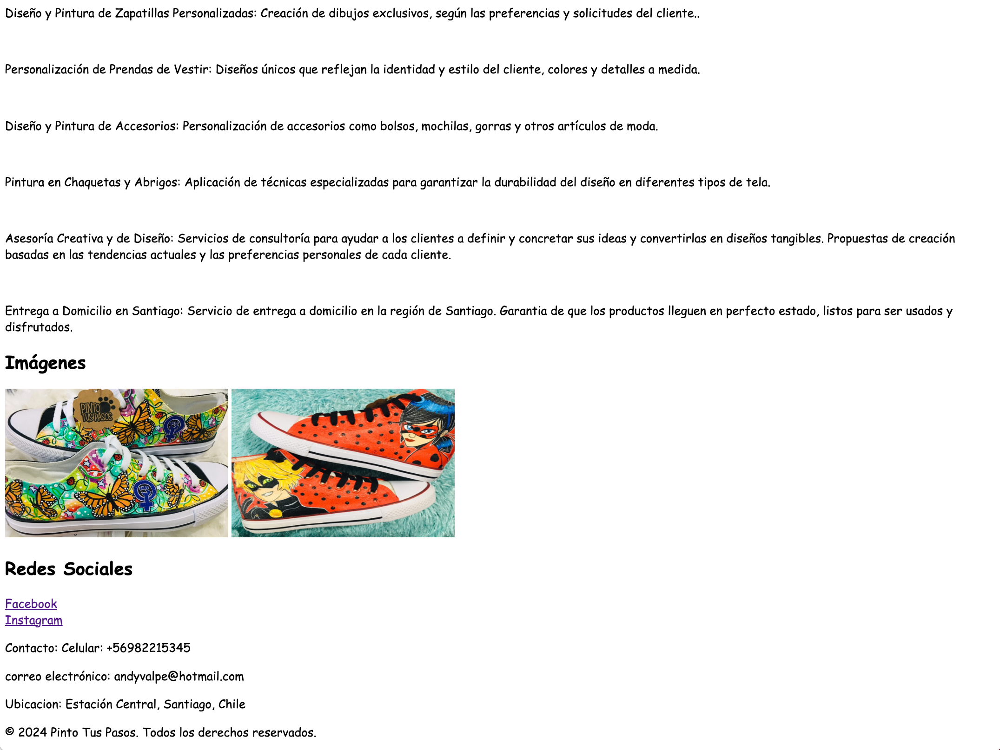 Diseño y Pintura de Zapatillas Personalizadas: Creación de dibujos exclusivos, según las preferencias y solicitudes del cliente..
Personalización de Prendas de Vestir: Diseños únicos que reflejan la identidad y estilo del cliente, colores y detalles a medida.
Diseño y Pintura de Accesorios: Personalización de accesorios como bolsos, mochilas, gorras y otros artículos de moda.
Pintura en Chaquetas y Abrigos: Aplicación de técnicas especializadas para garantizar la durabilidad del diseño en diferentes tipos de tela.
Asesoría Creativa y de Diseño: Servicios de consultoría para ayudar a los clientes a definir y concretar sus ideas y convertirlas en diseños tangibles. Propuestas de creación
basadas en las tendencias actuales y las preferencias personales de cada cliente.
Entrega a Domicilio en Santiago: Servicio de entrega a domicilio en la región de Santiago. Garantia de que los productos lleguen en perfecto estado, listos para ser usados y
disfrutados.
Imágenes
PINTO
TUS PASOS
Redes Sociales
Facebook
Instagram
Contacto: Celular: +56982215345
correo electrónico: andyvalpe@hotmail.com
Ubicacion: Estación Central, Santiago, Chile
© 2024 Pinto Tus Pasos. Todos los derechos reservados.